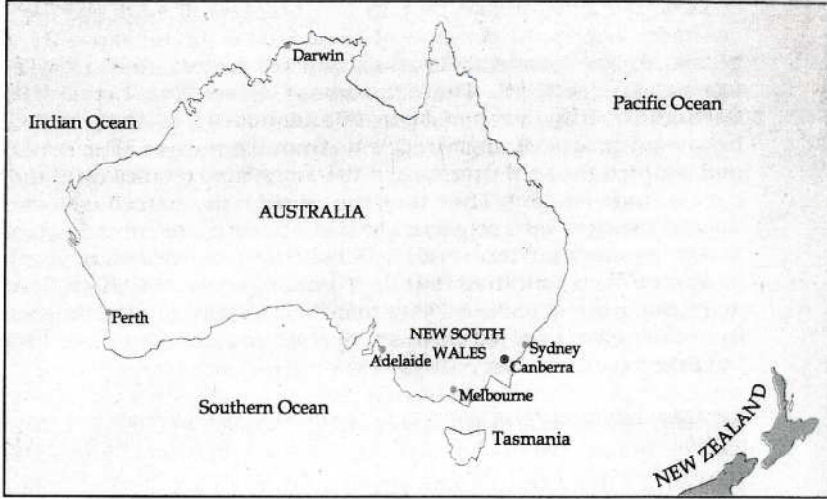 Darwin
Pacific Ocean
Indian Ocean
AUSTRALIA
Perth
NEW SOUTH
WALES
Sydney
Adelaide
Canberra
Melbourne
Southern Ocean
Tasmania
NEW ZEALAND